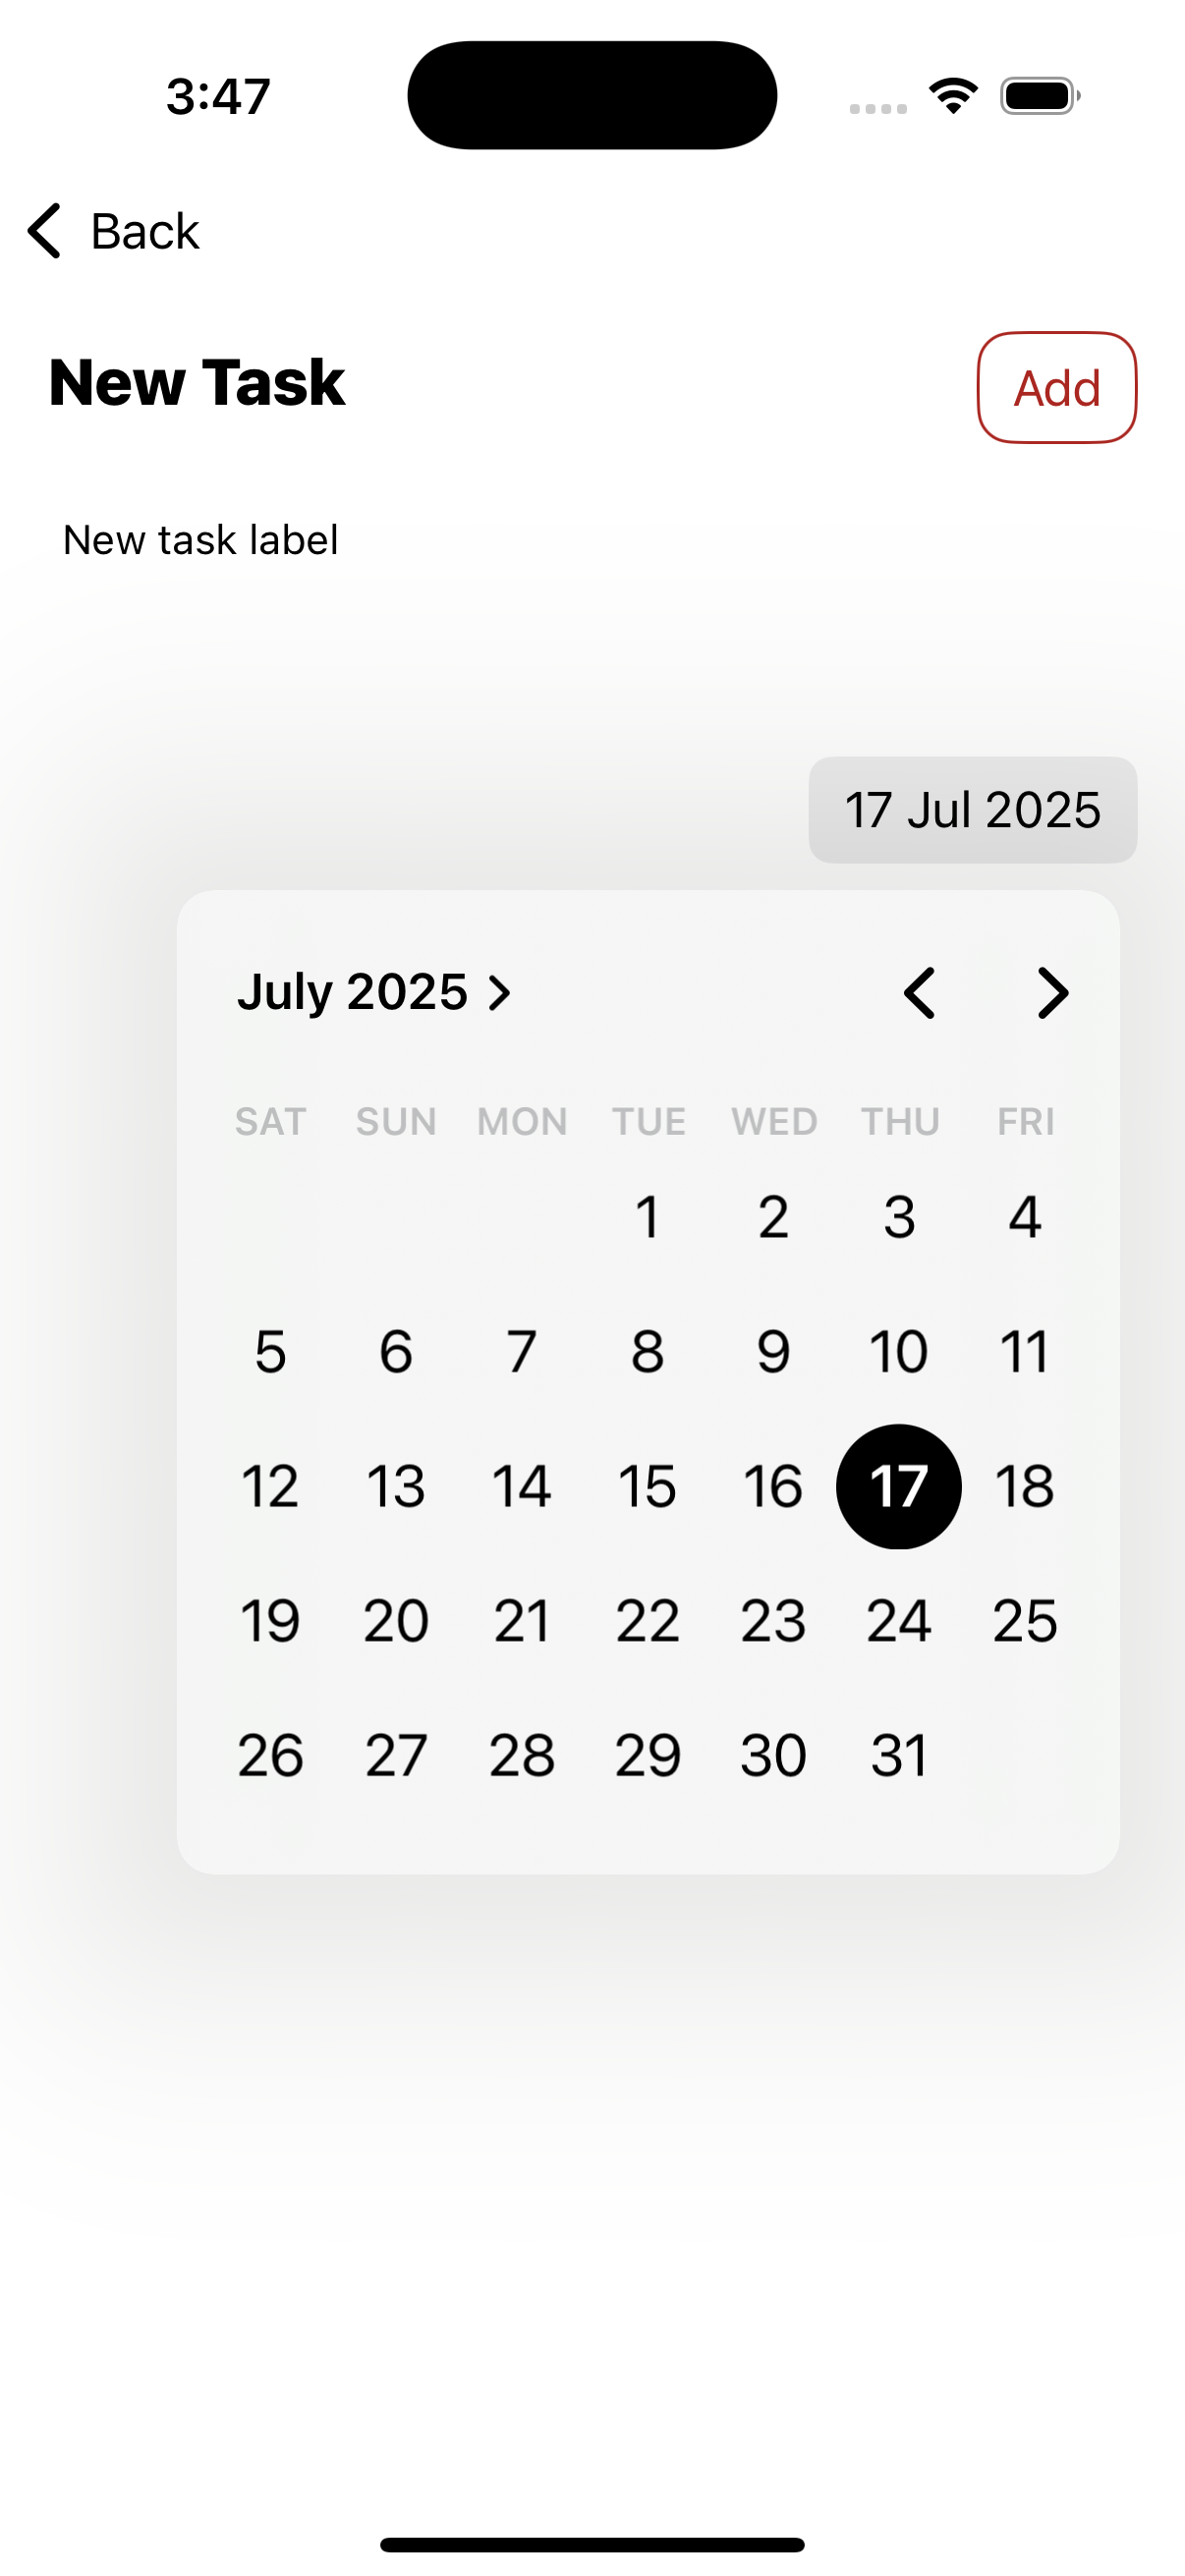 3:47
Back
New Task
Add
New task label
17 Jul 2025
July 2025
SAT SUN MON TUE WED THU FRI
1 2 3 4
5 6 7 8 9 10 11
12 13 14 15 16 17 18
19 20 21 22 23 24 25
26 27 28 29 30 31